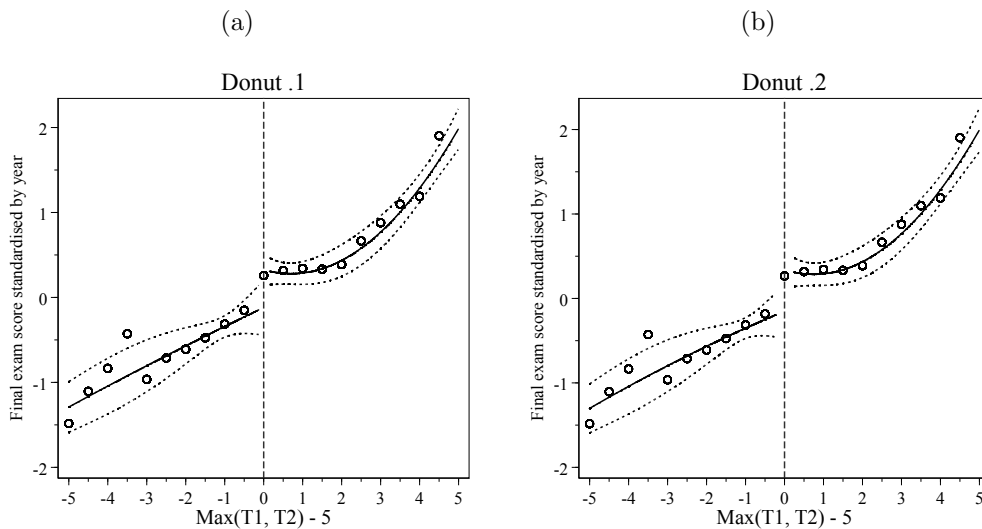 (a)
(b)
Donut .1
Donut .2
Final exam score standardised by year
2
1
0
-1
-2
-5 -4 -3 -2 -1 0 1 2 3 4 5
Max(T1, T2) - 5
Final exam score standardised by year
2
1
0
-1
-2
-5 -4 -3 -2 -1 0 1 2 3 4 5
Max(T1, T2) - 5